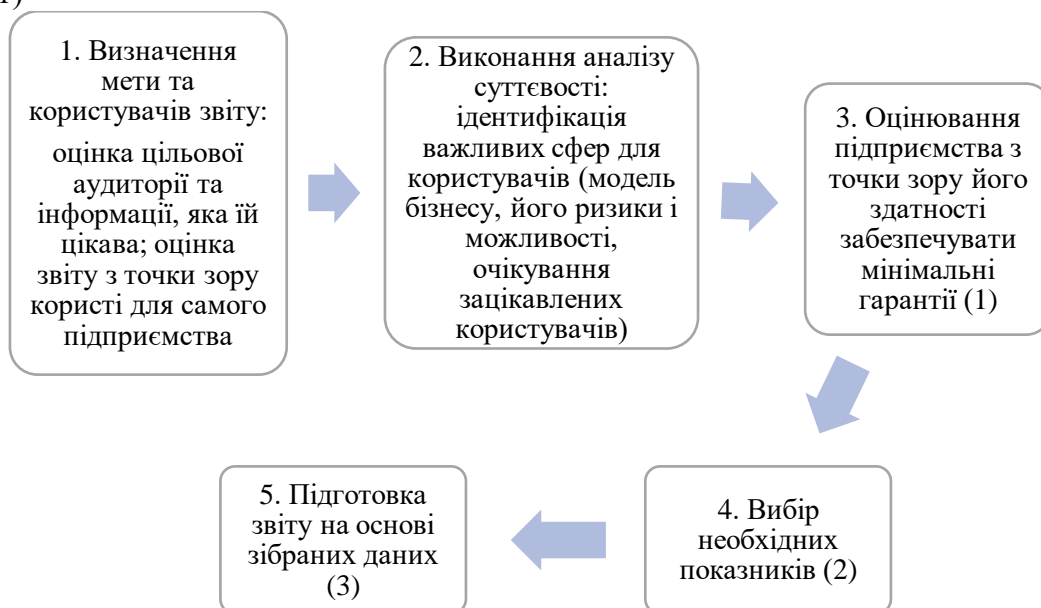 1. Визначення
мети та
користувачів звіту:
оцінка цільової
аудиторії та
інформації, яка їй
цікава; оцінка
звіту з точки зору
користі для самого
підприємства
2. Виконання аналізу
суттєвості:
ідентифікація
важливих сфер для
користувачів (модель
бізнесу, його ризики і
можливості,
очікування
зацікавлених
користувачів)
3. Оцінювання
підприємства з
точки зору його
здатності
забезпечувати
мінімальні
гарантії (1)
4. Вибір
необхідних
показників (2)
5. Підготовка
звіту на основі
зібраних даних
(3)